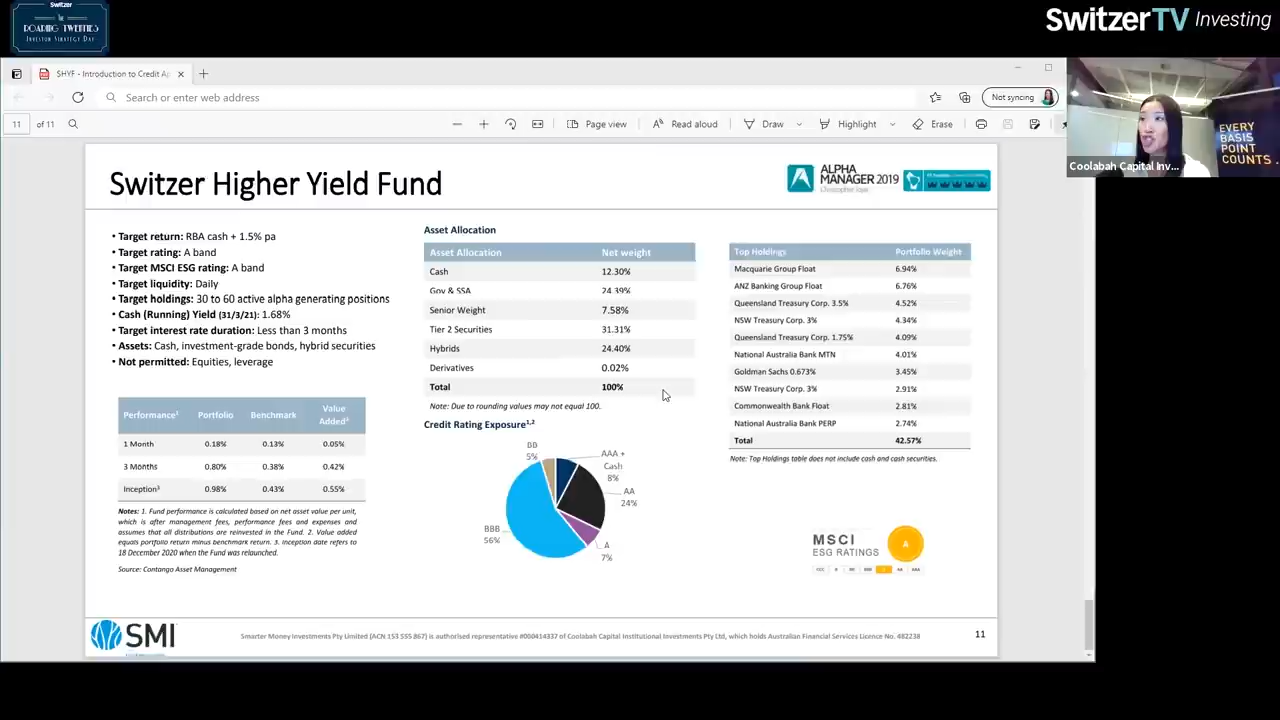 Switzer
ROARING TWENTIES
INVESTOR STRATEGY DAY
SwitzerTV Investing
SHYF - Introduction to Credit A
Search or enter web address
Not syncing
11 of 11
Page view
Read aloud
Draw
Highlight
Erase
EVERY
BASIS
POINT
COUNTS
Coolabah Capital Inv...
Switzer Higher Yield Fund
ALPHA
MANAGER 2019
• Target return: RBA cash + 1.5% pa
• Target rating: A band
• Target MSCI ESG rating: A band
• Target liquidity: Daily
• Target holdings: 30 to 60 active alpha generating positions
• Cash (Running) Yield (31/3/21): 1.68%
• Target interest rate duration: Less than 3 months
• Assets: Cash, investment-grade bonds, hybrid securities
• Not permitted: Equities, leverage
Performance¹ Portfolio Benchmark Value Added²
1 Month 0.18% 0.13% 0.05%
3 Months 0.80% 0.38% 0.42%
Inception³ 0.98% 0.43% 0.55%
Notes: 1. Fund performance is calculated based on net asset value per unit,
which is after management fees, performance fees and expenses and
assumes that all distributions are reinvested in the Fund. 2. Value added
equals portfolio return minus benchmark return. 3. Inception date refers to
18 December 2020 when the Fund was relaunched.
Source: Contango Asset Management
Asset Allocation
Asset Allocation Net weight
Cash 12.30%
Gov & SSA 24.39%
Senior Weight 7.58%
Tier 2 Securities 31.31%
Hybrids 24.40%
Derivatives 0.02%
Total 100%
Note: Due to rounding values may not equal 100.
Credit Rating Exposure¹,²
BB
5%
AAA +
Cash
8%
AA
24%
A
7%
BBB
56%
Top Holdings Portfolio Weight
Macquarie Group Float 6.94%
ANZ Banking Group Float 6.76%
Queensland Treasury Corp. 3.5% 4.52%
NSW Treasury Corp. 3% 4.34%
Queensland Treasury Corp. 1.75% 4.09%
National Australia Bank MTN 4.01%
Goldman Sachs 0.673% 3.45%
NSW Treasury Corp. 3% 2.91%
Commonwealth Bank Float 2.81%
National Australia Bank PERP 2.74%
Total 42.57%
Note: Top Holdings table does not include cash and cash securities.
MSCI
ESG RATINGS
A
CCC B BB BBB A AA AAA
SMI
Smarter Money Investments Pty Limited (ACN 153 555 867) is authorised representative #000414337 of Coolabah Capital Institutional Investments Pty Ltd, which holds Australian Financial Services Licence No. 482238
11